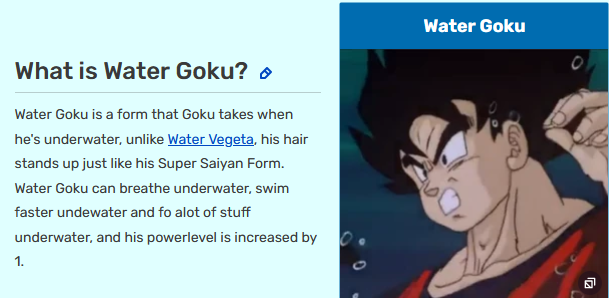 Water Goku
What is Water Goku?
Water Goku is a form that Goku takes when
he's underwater, unlike Water Vegeta, his hair
stands up just like his Super Saiyan Form.
Water Goku can breathe underwater, swim
faster undewater and fo alot of stuff
underwater, and his powerlevel is increased by
1.